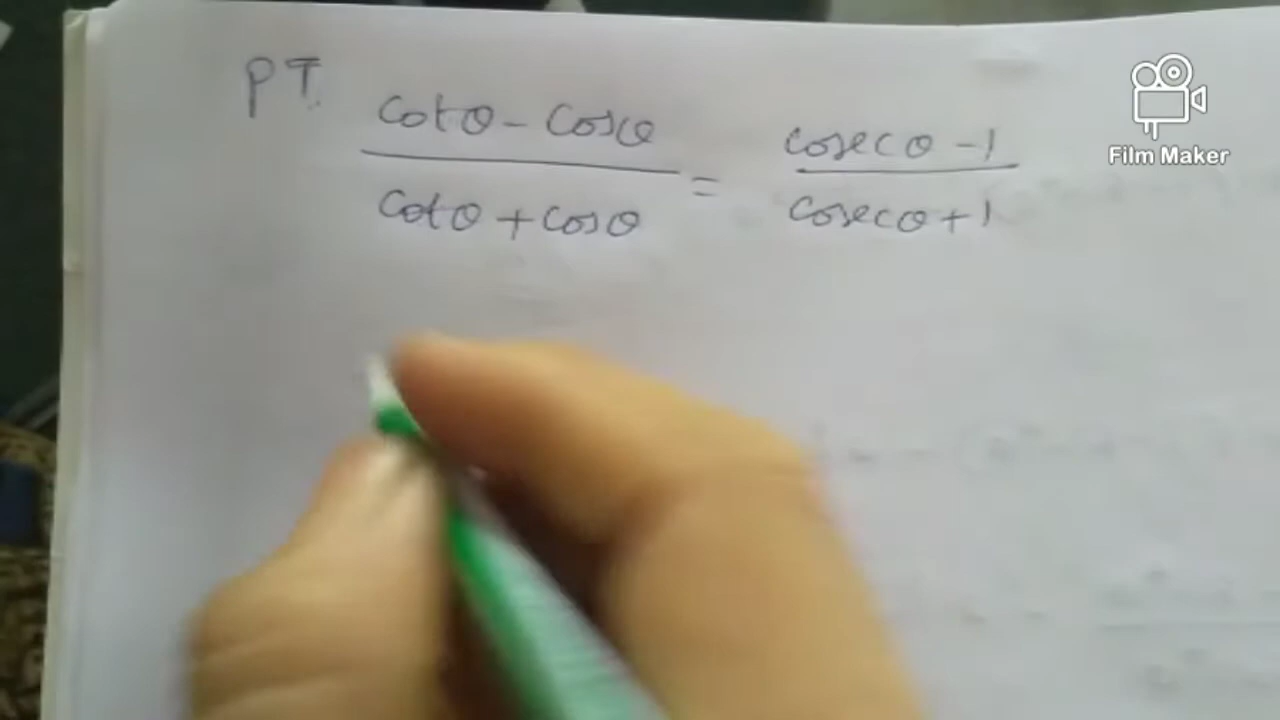 PT. cotθ - cosθ / cotθ + cosθ = cosecθ - 1 / cosecθ + 1
Film Maker